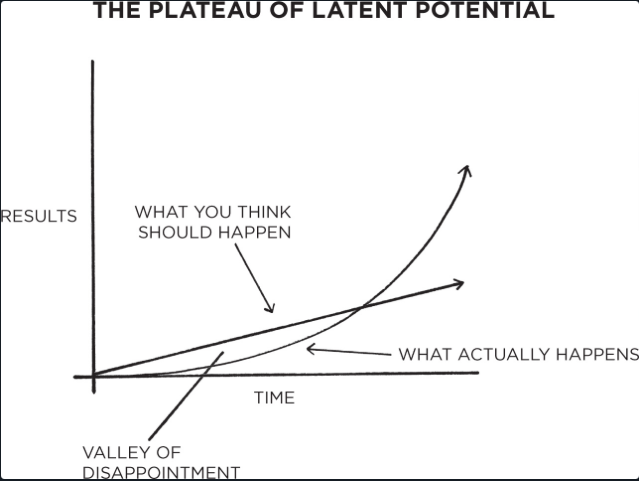 THE PLATEAU OF LATENT POTENTIAL
RESULTS
WHAT YOU THINK
SHOULD HAPPEN
WHAT ACTUALLY HAPPENS
TIME
VALLEY OF
DISAPPOINTMENT